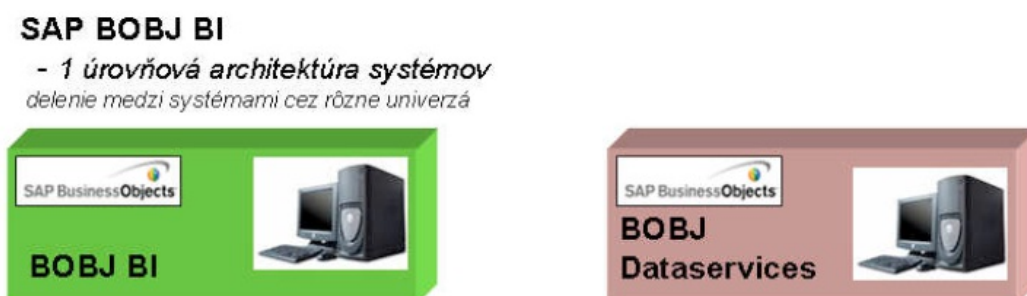 SAP BOBJ BI
- 1 úrovňová architektúra systémov
delenie medzi systémami cez rôzne univerzá
SAP BusinessObjects
BOBJ BI
SAP BusinessObjects
BOBJ
Dataservices